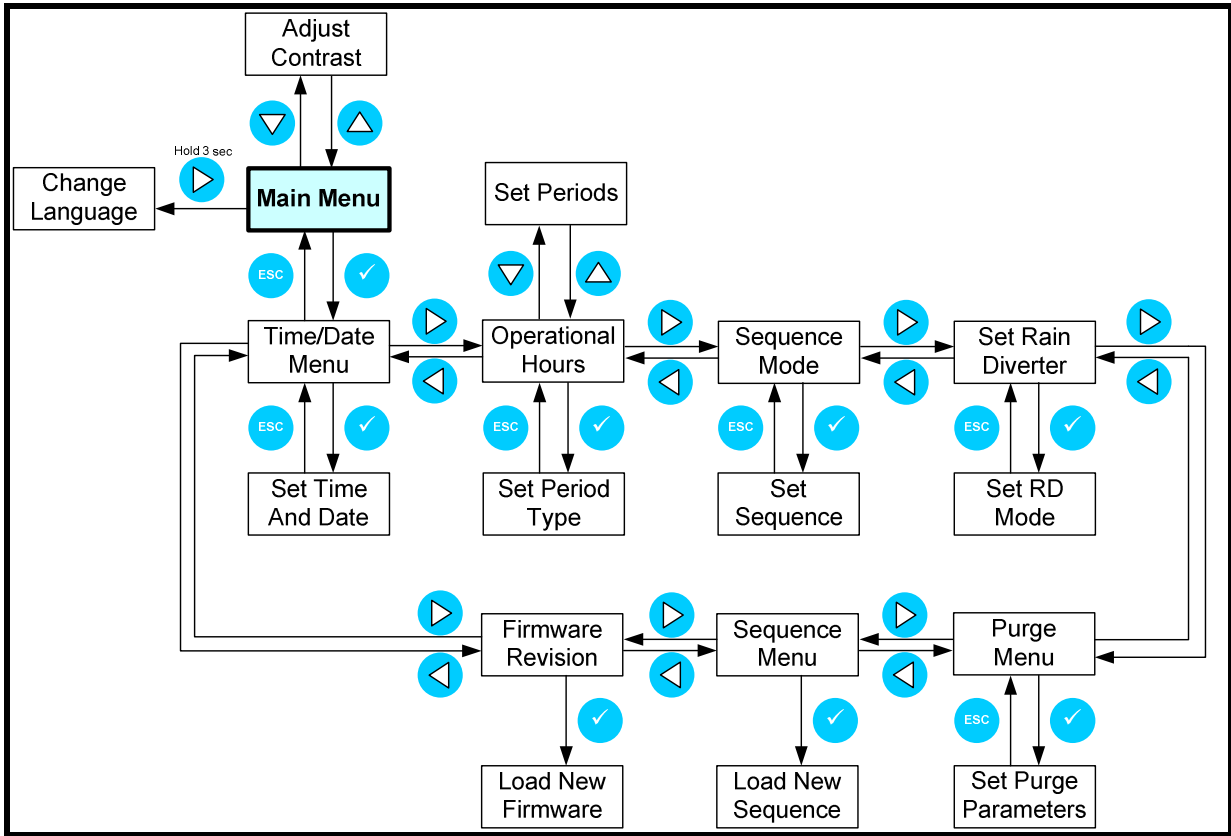 Adjust
Contrast
Hold 3 sec
Change
Language
Main Menu
Set Periods
ESC
Time/Date
Menu
Operational
Hours
Sequence
Mode
Set Rain
Diverter
ESC
ESC
ESC
ESC
Set Time
And Date
Set Period
Type
Set
Sequence
Set RD
Mode
Firmware
Revision
Sequence
Menu
Purge
Menu
ESC
Load New
Firmware
Load New
Sequence
Set Purge
Parameters